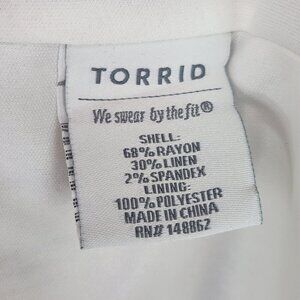 TORRID
We swear by the fit®
SHELL:
68% RAYON
30% LINEN
2% SPANDEX
LINING:
100% POLYESTER
MADE IN CHINA
RN# 148862